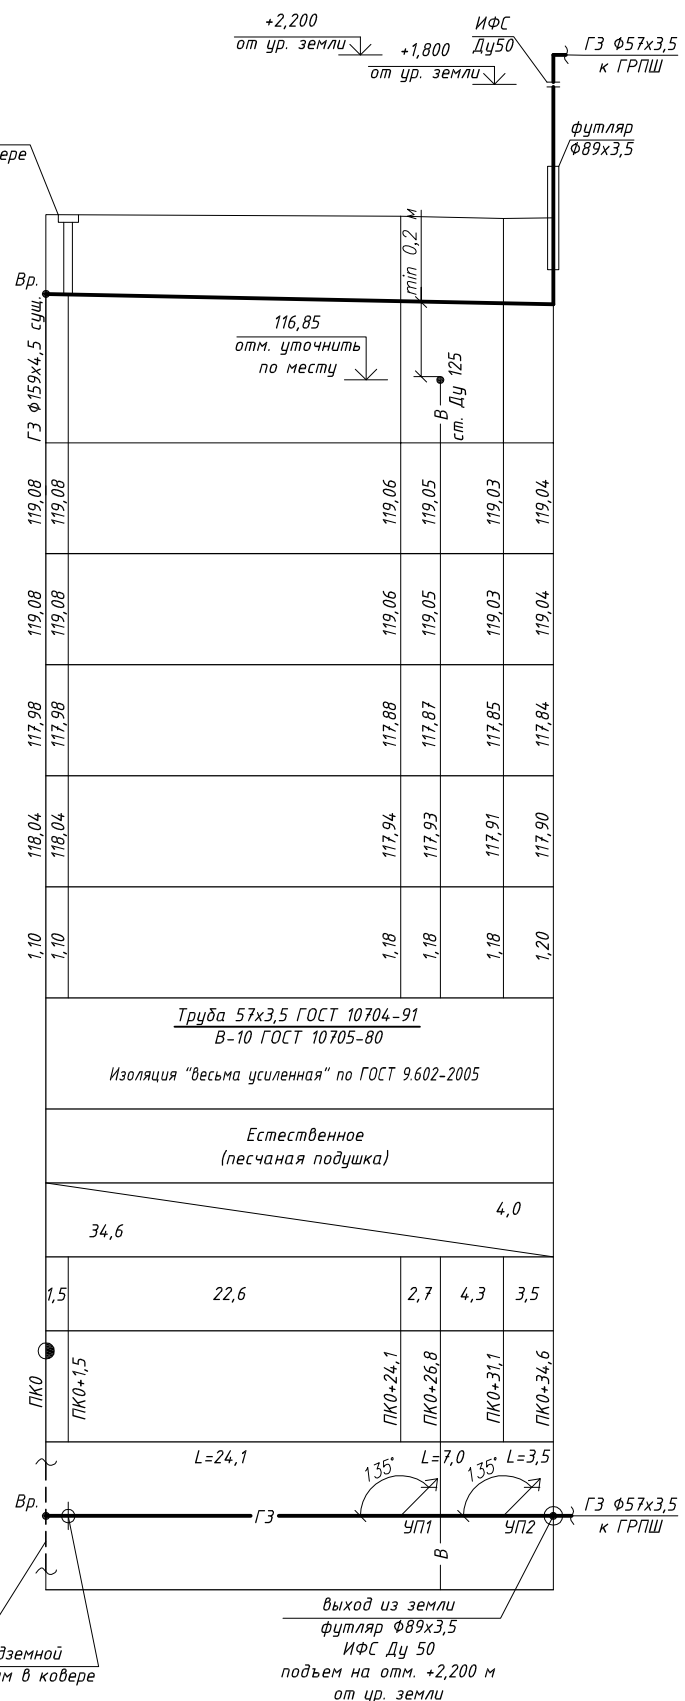 +2,200
от ур. земли
+1,800
от ур. земли
ИФС
Ду50
ГЗ Ф57х3,5
к ГРПШ
футляр
Ф89х3,5
min 0,2 м
Вр.
ГЗ Ф159х4,5 сущ.
116,85
отм. уточнить
по месту
В
ст. Ду 125
119,08 119,08 119,06 119,05 119,03 119,04
119,08 119,08 119,06 119,05 119,03 119,04
117,98 117,98 117,88 117,87 117,85 117,84
118,04 118,04 117,94 117,93 117,91 117,90
1,10 1,10 1,18 1,18 1,18 1,20
Труба 57х3,5 ГОСТ 10704-91
В-10 ГОСТ 10705-80
Изоляция "весьма усиленная" по ГОСТ 9.602-2005
Естественное
(песчаная подушка)
4,0
34,6
1,5 22,6 2,7 4,3 3,5
ПК0 ПК0+1,5 ПК0+24,1 ПК0+26,8 ПК0+31,1 ПК0+34,6
L=24,1 L=7,0 L=3,5
135° 135°
Вр.
ГЗ
УП1 УП2
ГЗ Ф57х3,5
к ГРПШ
В
выход из земли
футляр Ф89х3,5
ИФС Ду 50
подъем на отм. +2,200 м
от ур. земли
в ковере